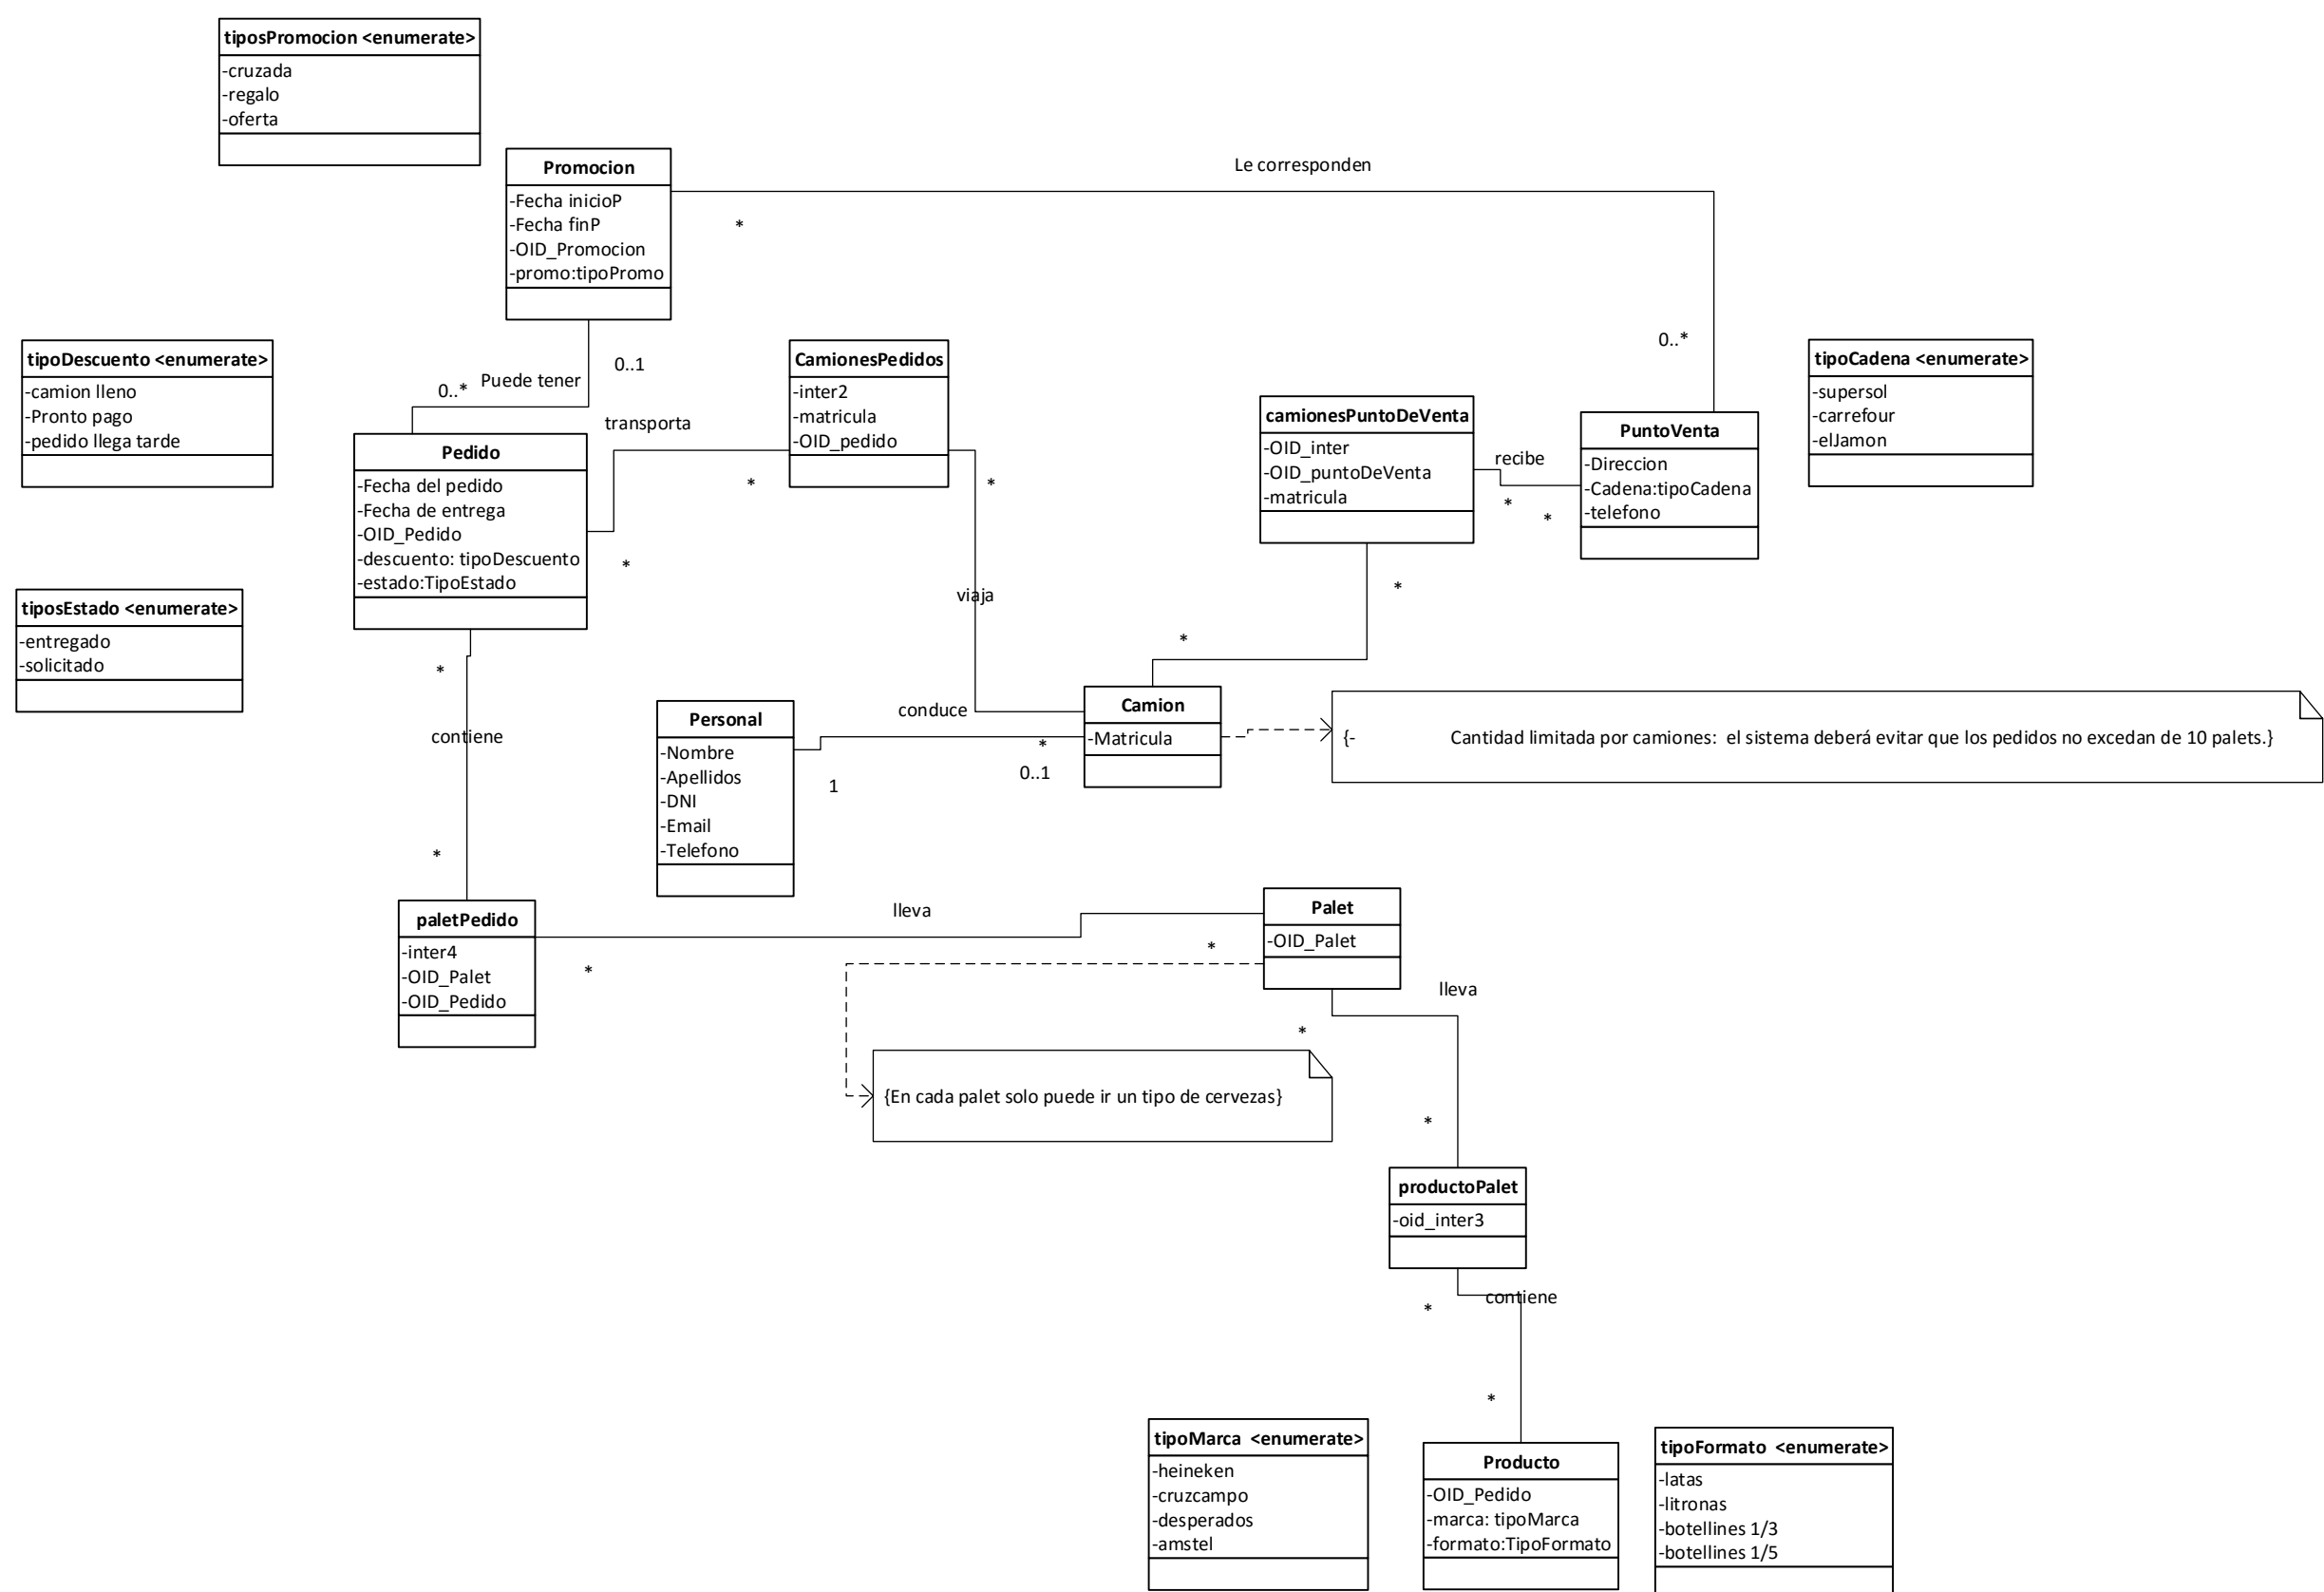 tiposPromocion <enumerate>
-cruzada
-regalo
-oferta
Promocion
-Fecha inicioP
-Fecha finP
-OID_Promocion
-promo:tipoPromo
Le corresponden
*
0..*
0..1
Puede tener
0..*
tipoDescuento <enumerate>
-camion lleno
-Pronto pago
-pedido llega tarde
CamionesPedidos
-inter2
-matricula
-OID_pedido
transporta
*
*
*
Pedido
-Fecha del pedido
-Fecha de entrega
-OID_Pedido
-descuento: tipoDescuento
-estado:TipoEstado
camionesPuntoDeVenta
-OID_inter
-OID_puntoDeVenta
-matricula
recibe
*
*
PuntoVenta
-Direccion
-Cadena:tipoCadena
-telefono
tipoCadena <enumerate>
-supersol
-carrefour
-elJamon
tiposEstado <enumerate>
-entregado
-solicitado
viaja
*
*
*
contiene
*
Personal
-Nombre
-Apellidos
-DNI
-Email
-Telefono
conduce
*
0..1
1
Camion
-Matricula
{- Cantidad limitada por camiones: el sistema deberá evitar que los pedidos no excedan de 10 palets.}
paletPedido
-inter4
-OID_Palet
-OID_Pedido
lleva
*
*
Palet
-OID_Palet
lleva
*
{En cada palet solo puede ir un tipo de cervezas}
*
productoPalet
-oid_inter3
contiene
*
*
tipoMarca <enumerate>
-heineken
-cruzcampo
-desperados
-amstel
Producto
-OID_Pedido
-marca: tipoMarca
-formato:TipoFormato
tipoFormato <enumerate>
-latas
-litronas
-botellines 1/3
-botellines 1/5